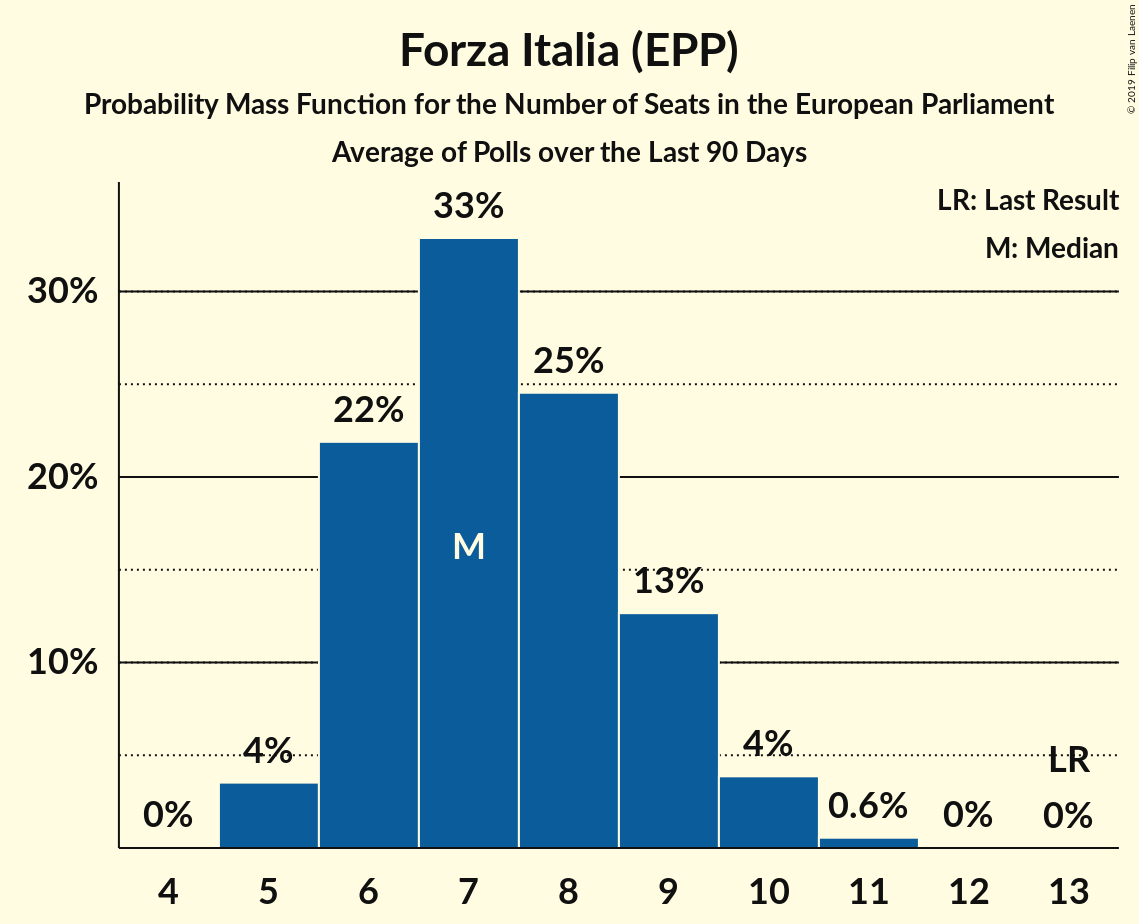 Forza Italia (EPP)
Probability Mass Function for the Number of Seats in the European Parliament
Average of Polls over the Last 90 Days
© 2019 Filip van Laenen
LR: Last Result
M: Median
33%
30%
25%
22%
20%
M
13%
10%
4%
4%
LR
0%
0.6%
0%
0%
4 5 6 7 8 9 10 11 12 13